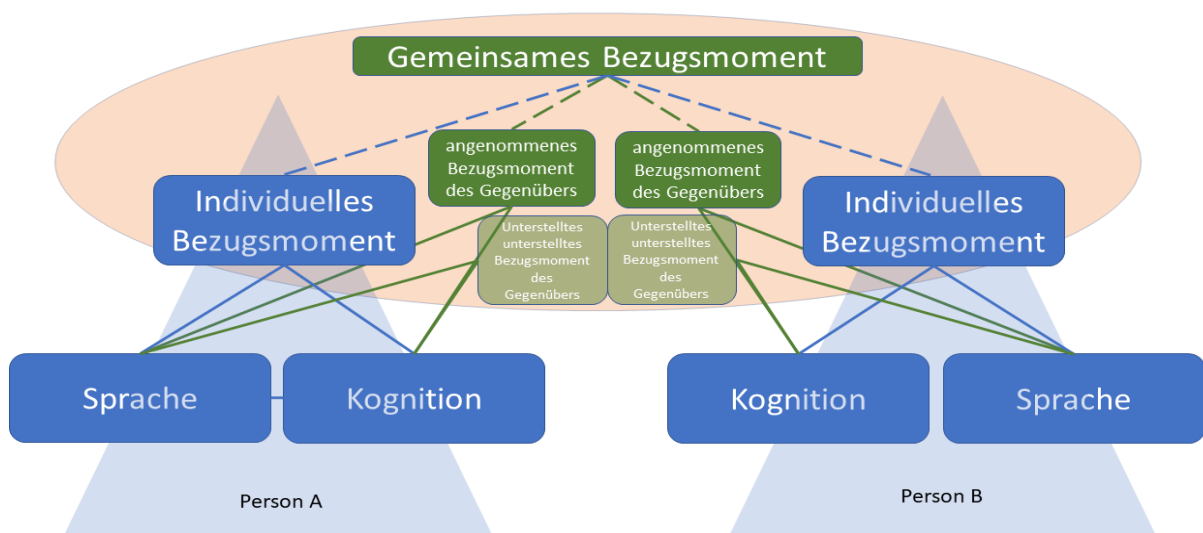 Gemeinsames Bezugsmoment
angenommenes
Bezugsmoment
des Gegenübers
angenommenes
Bezugsmoment
des Gegenübers
Individuelles
Bezugsmoment
Individuelles
Bezugsmoment
Unterstelltes
unterstelltes
Bezugsmoment
des
Gegenübers
Unterstelltes
unterstelltes
Bezugsmoment
des
Gegenübers
Sprache
Kognition
Kognition
Sprache
Person A
Person B